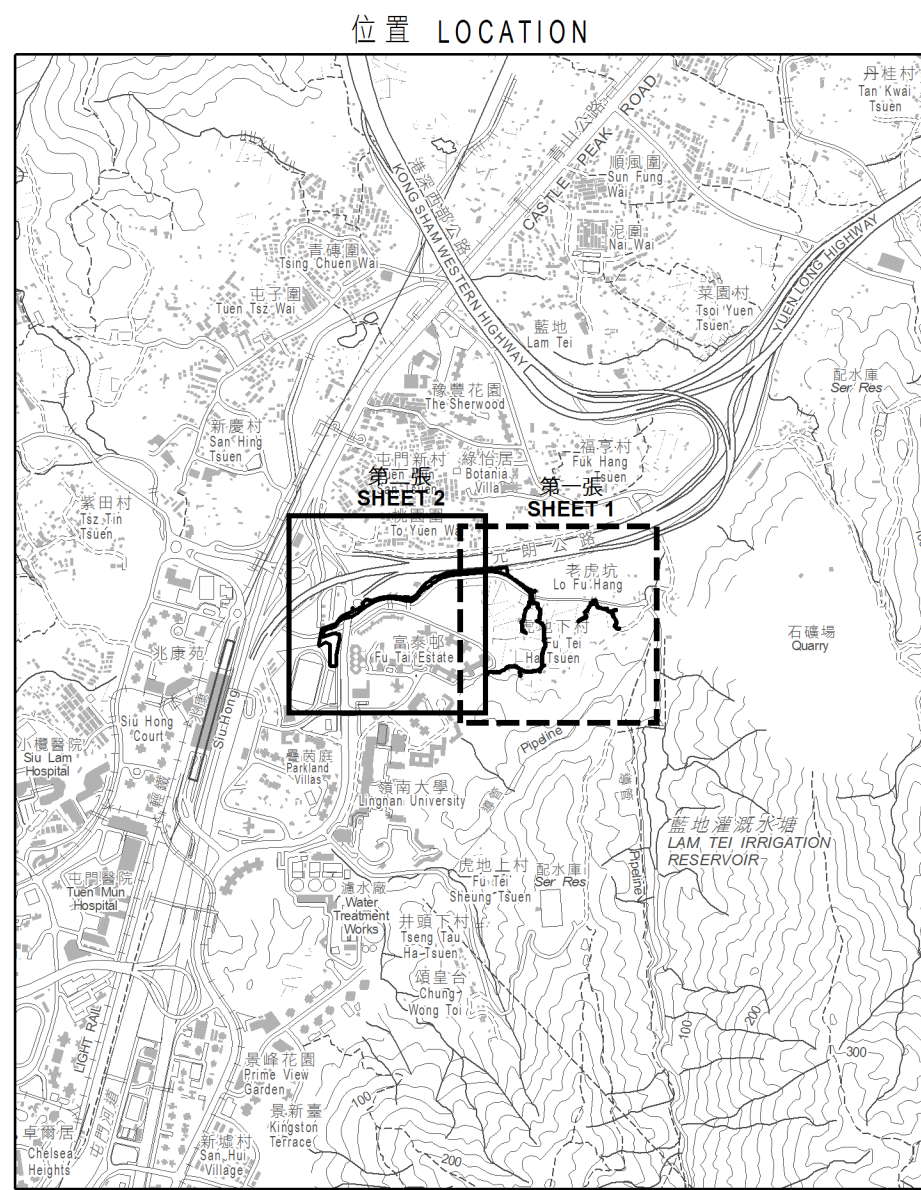 位置 LOCATION
丹桂村
Tan Kwai
Tsuen
青山公路
CASTLE PEAK ROAD
順風圍
Sun Fung
Wai
港深西部公路
KONG SHAM WESTERN HIGHWAY
泥圍
Nai Wai
青磚圍
Tsing Chuen Wai
YUEN LONG HIGHWAY
屯子圍
Tuen Tsz Wai
菜園村
Tsoi Yuen
Tsuen
藍地
Lam Tei
配水庫
Ser Res
豫豐花園
The Sherwood
新慶村
San Hing
Tsuen
屯門新村
綠怡居
Botania
Villa
福亨村
Fuk Hang
Tsuen
第二張
SHEET 2
第一張
SHEET 1
紫田村
Tsz Tin
Tsuen
桃園圍
To Yuen Wai
元朗公路
老虎坑
Lo Fu Hang
虎地下村
Fu Tei
Ha Tsuen
石礦場
Quarry
富泰邨
Fu Tai Estate
兆康苑
Siu Hong
Court
兆康
Siu Hong
小欖醫院
Siu Lam
Hospital
輕鐵
疊茵庭
Parkland
Villas
Pipeline
導管
導管
嶺南大學
Lingnan University
藍地灌溉水塘
LAM TEI IRRIGATION
RESERVOIR
Pipeline
屯門醫院
Tuen Mun
Hospital
濾水廠
Water
Treatment
Works
虎地上村
Fu Tei
Sheung Tsuen
配水庫
Ser Res
井頭下村
Tseng Tau
Ha Tsuen
頌皇台
Chung
Wong Toi
LIGHT RAIL
100
200
300
景峰花園
Prime View
Garden
100
景新臺
Kingston
Terrace
卓爾居
Chelsea
Heights
屯門河道
新墟村
San Hui
Village
200